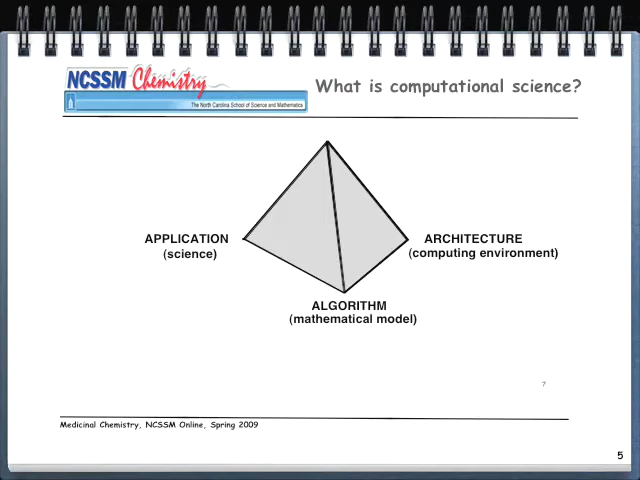 NCSSM Chemistry
The North Carolina School of Science and Mathematics
What is computational science?
APPLICATION
(science)
ARCHITECTURE
(computing environment)
ALGORITHM
(mathematical model)
7
Medicinal Chemistry, NCSSM Online, Spring 2009
5